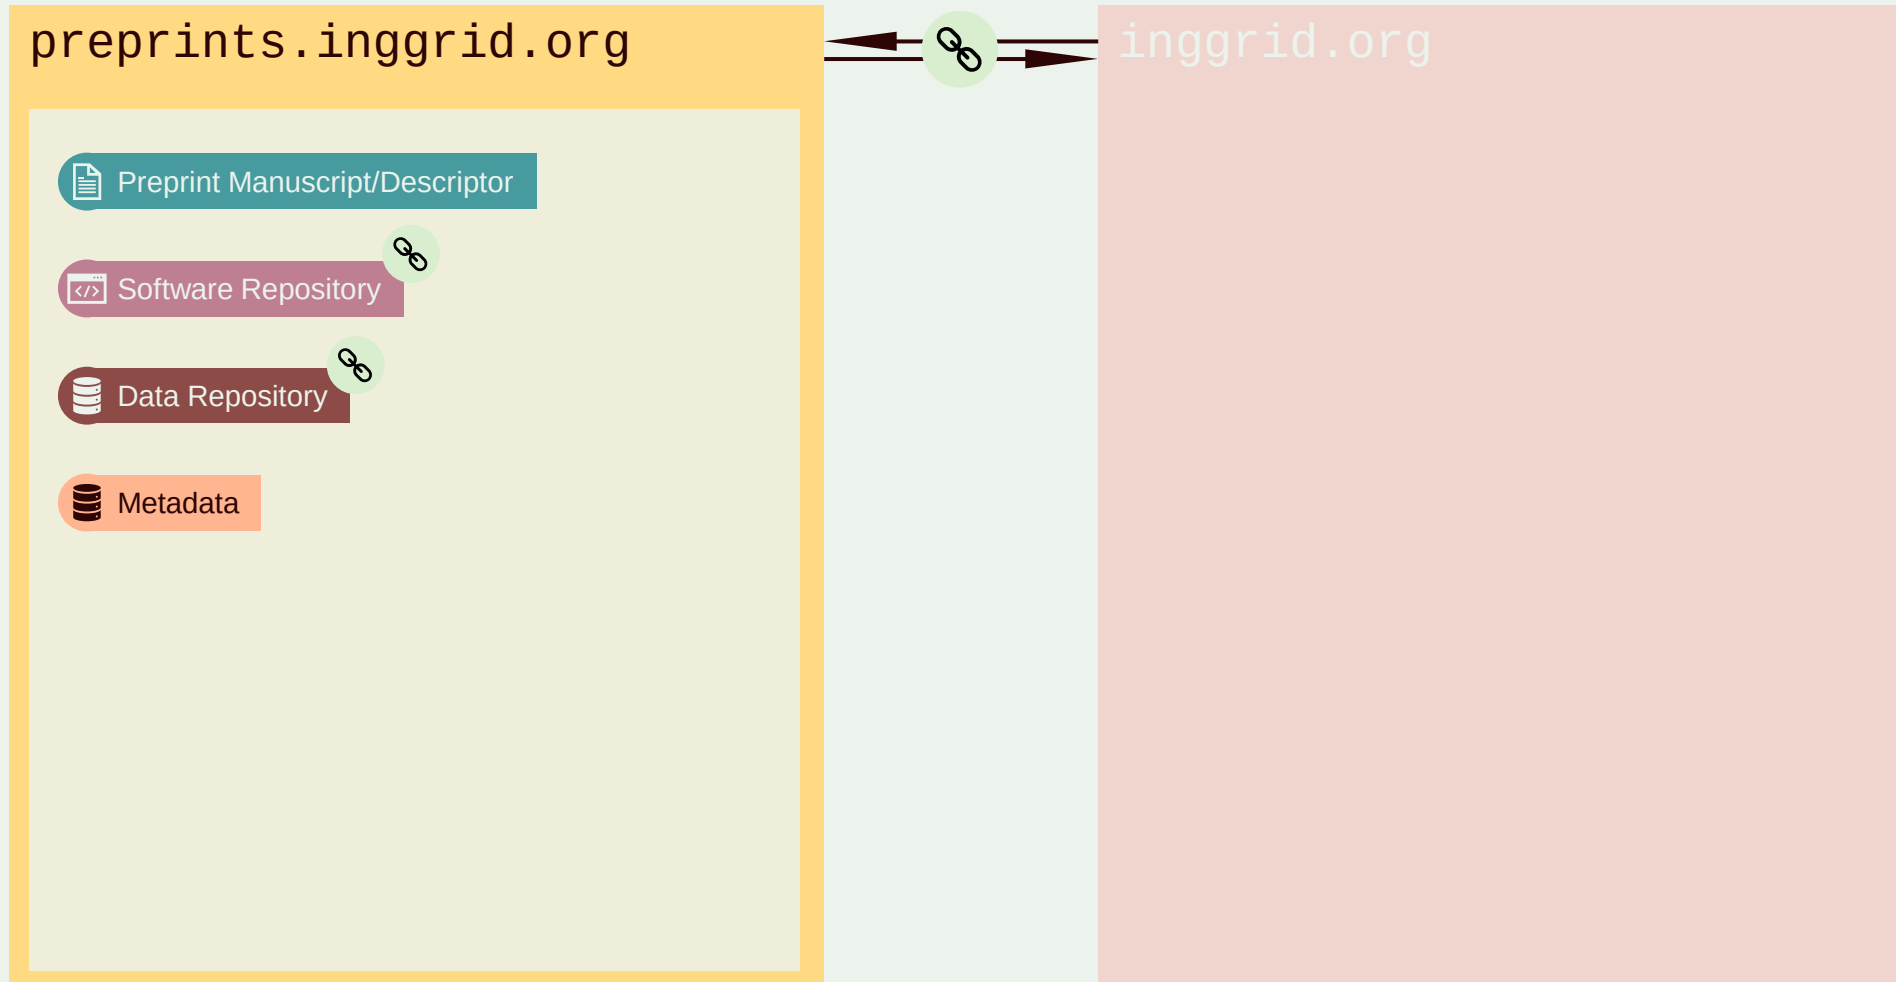 preprints.inggrid.org
inggrid.org
Preprint Manuscript/Descriptor
Software Repository
Data Repository
Metadata